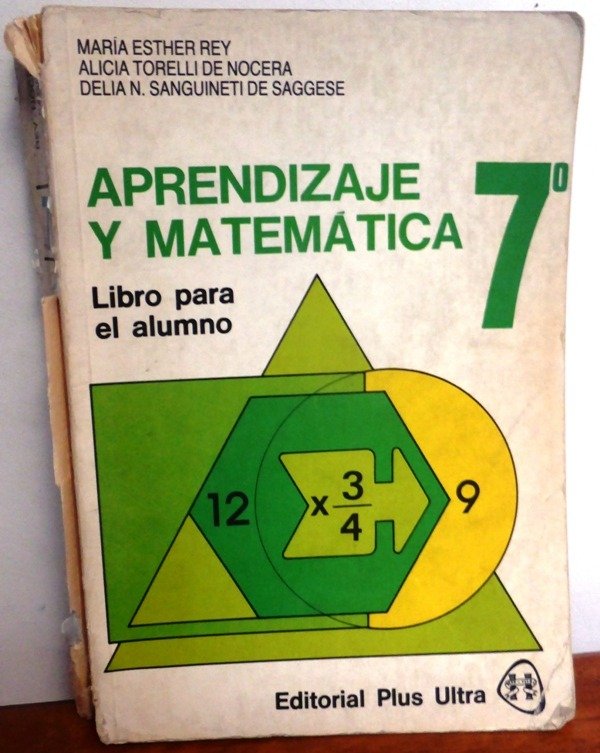 MARÍA ESTHER REY
ALICIA TORELLI DE NOCERA
DELIA N. SANGUINETI DE SAGGESE
APRENDIZAJE
Y MATEMÁTICA
7º
Libro para
el alumno
12
x 3/4
9
Editorial Plus Ultra